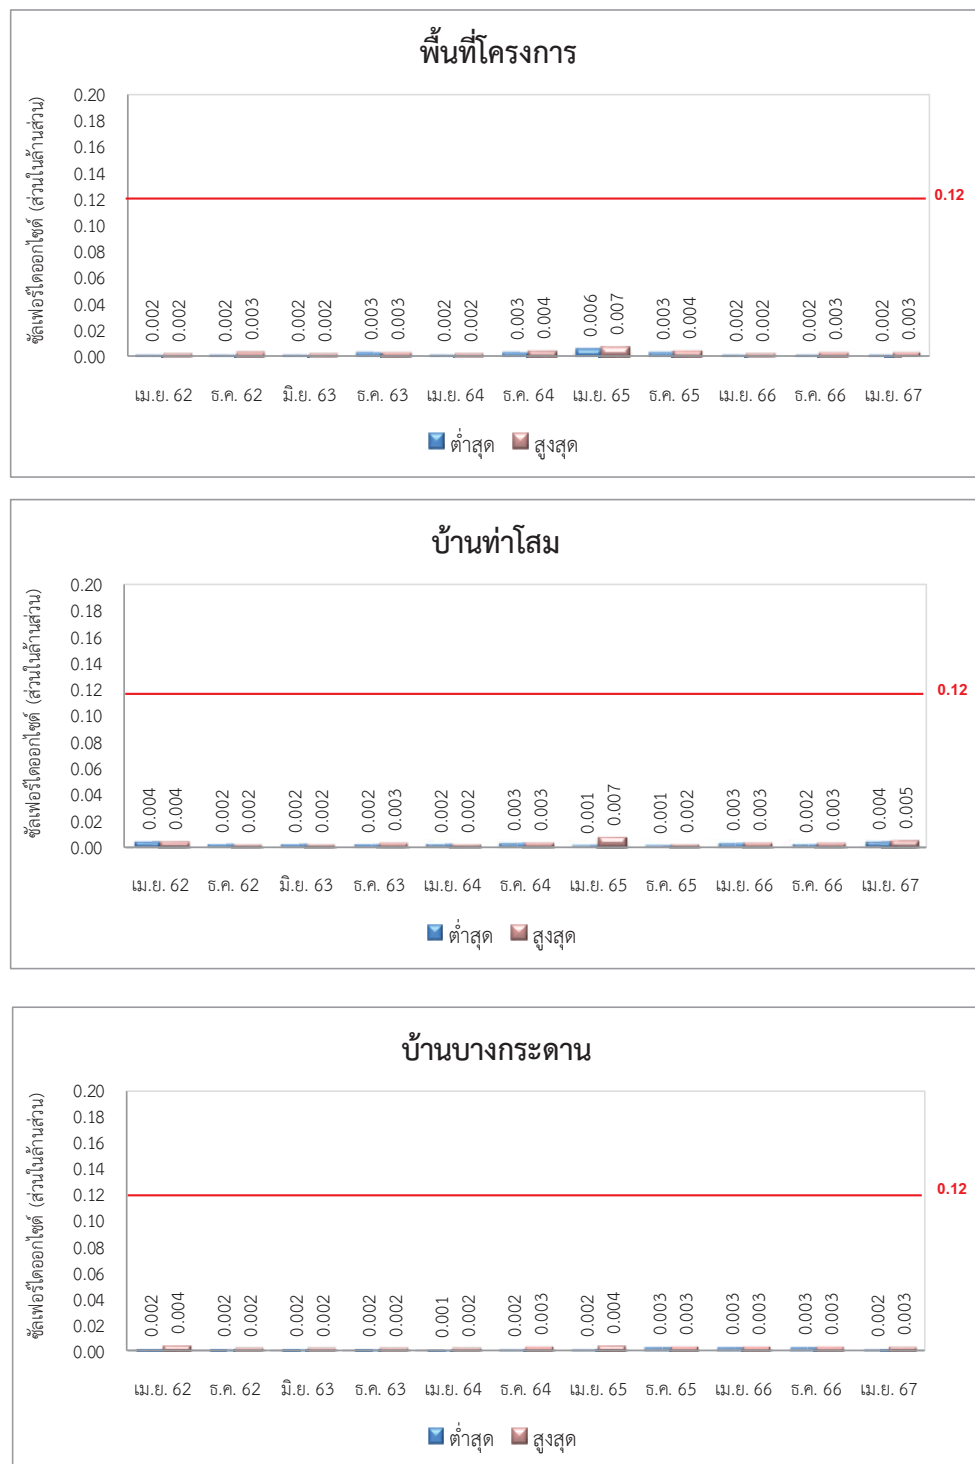 พื้นที่โครงการ
ซัลเฟอร์ไดออกไซด์ (ส่วนในล้านส่วน)
0.20
0.18
0.16
0.14
0.12
0.10
0.08
0.06
0.04
0.02
0.00
0.12
0.002 0.002 0.002 0.003 0.002 0.002 0.003 0.003 0.002 0.002 0.003 0.004 0.006 0.007 0.003 0.004 0.002 0.002 0.002 0.003 0.002 0.003
เม.ย. 62 ธ.ค. 62 มิ.ย. 63 ธ.ค. 63 เม.ย. 64 ธ.ค. 64 เม.ย. 65 ธ.ค. 65 เม.ย. 66 ธ.ค. 66 เม.ย. 67
ต่ำสุด สูงสุด
บ้านท่าโสม
ซัลเฟอร์ไดออกไซด์ (ส่วนในล้านส่วน)
0.20
0.18
0.16
0.14
0.12
0.10
0.08
0.06
0.04
0.02
0.00
0.12
0.004 0.004 0.002 0.002 0.002 0.002 0.002 0.003 0.002 0.002 0.003 0.003 0.001 0.007 0.001 0.002 0.003 0.003 0.002 0.003 0.004 0.005
เม.ย. 62 ธ.ค. 62 มิ.ย. 63 ธ.ค. 63 เม.ย. 64 ธ.ค. 64 เม.ย. 65 ธ.ค. 65 เม.ย. 66 ธ.ค. 66 เม.ย. 67
ต่ำสุด สูงสุด
บ้านบางกระดาน
ซัลเฟอร์ไดออกไซด์ (ส่วนในล้านส่วน)
0.20
0.18
0.16
0.14
0.12
0.10
0.08
0.06
0.04
0.02
0.00
0.12
0.002 0.004 0.002 0.002 0.002 0.002 0.002 0.002 0.001 0.002 0.002 0.003 0.002 0.004 0.003 0.003 0.003 0.003 0.003 0.003 0.002 0.003
เม.ย. 62 ธ.ค. 62 มิ.ย. 63 ธ.ค. 63 เม.ย. 64 ธ.ค. 64 เม.ย. 65 ธ.ค. 65 เม.ย. 66 ธ.ค. 66 เม.ย. 67
ต่ำสุด สูงสุด